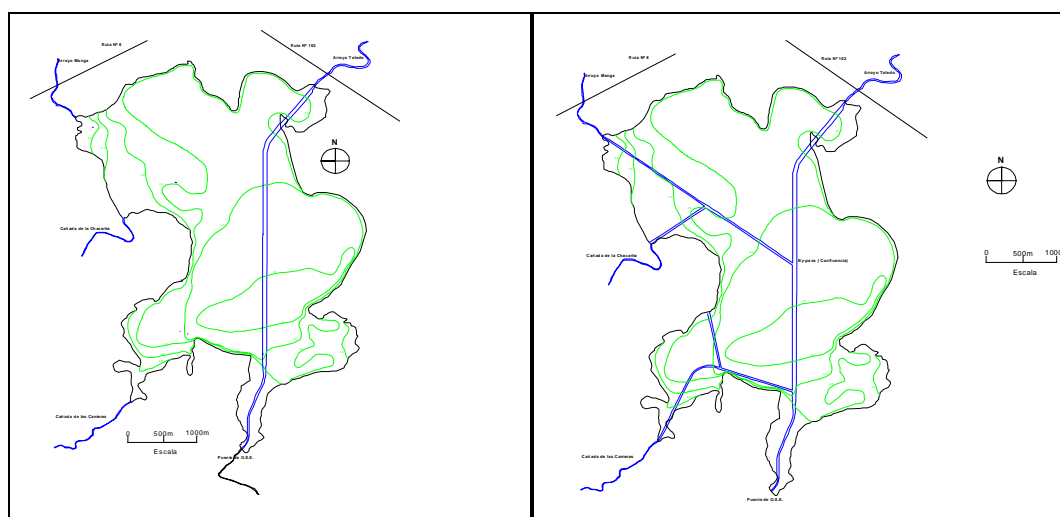 Ruta Nº 8
Ruta Nº 102
Arroyo Manga
Arroyo Toledo
N
Cañada de la Chacarita
Cañada de las Canteras
0 500m 1000m
Escala
Puente de O.S.E.
Ruta Nº 8
Ruta Nº 102
Arroyo Manga
Arroyo Toledo
N
Cañada de la Chacarita
By-pass (Confluencia)
0 500m 1000
Escala
Cañada de las Canteras
Puente de O.S.E.